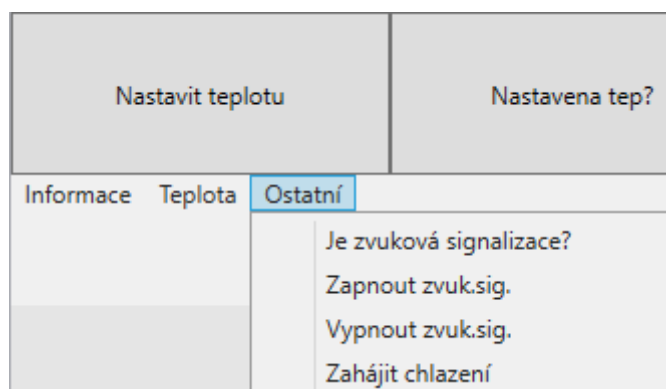 Nastavit teplotu Nastavena tep?
Informace Teplota Ostatní
Je zvuková signalizace?
Zapnout zvuk.sig.
Vypnout zvuk.sig.
Zahájit chlazení